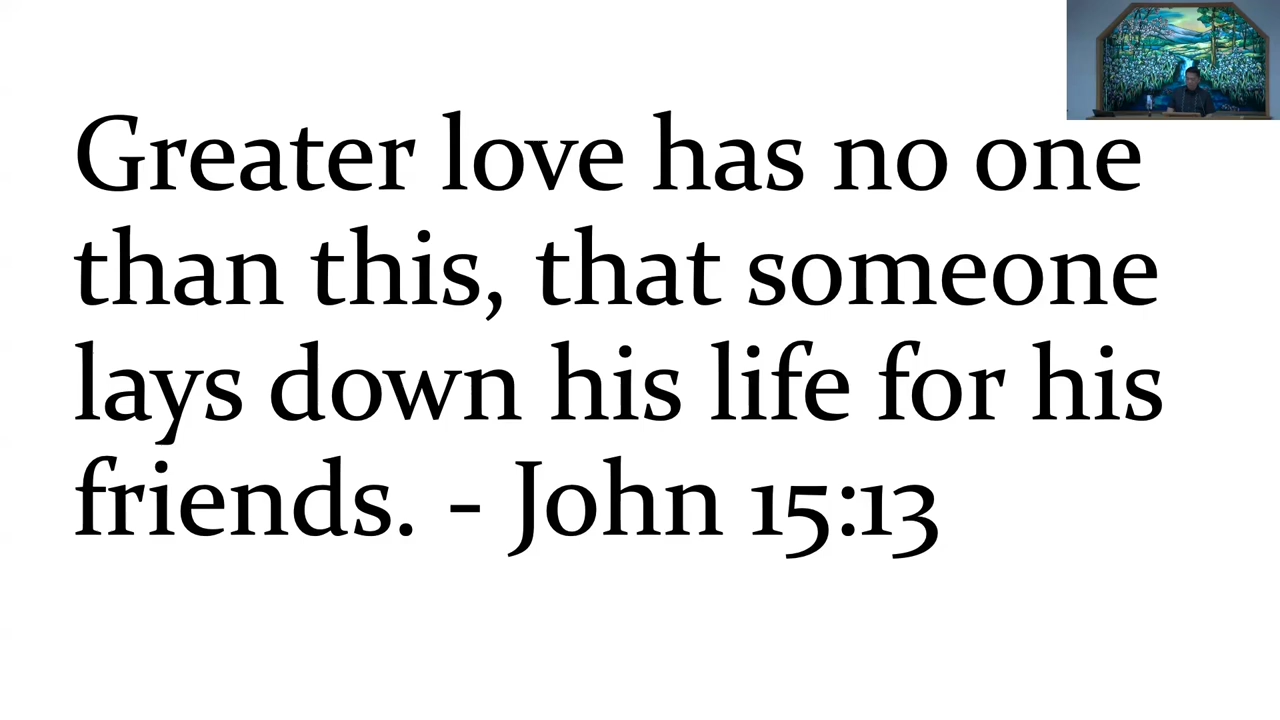 Greater love has no one
than this, that someone
lays down his life for his
friends. - John 15:13